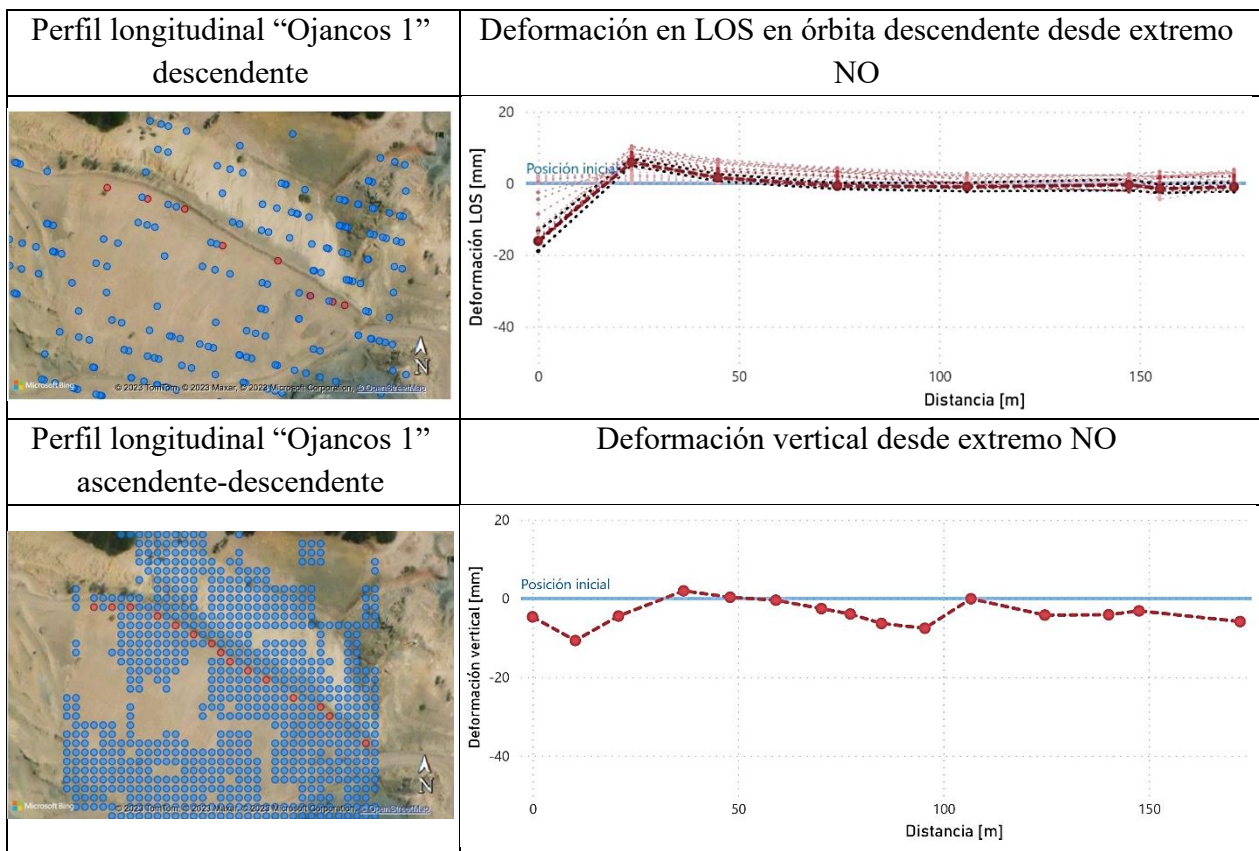 Perfil longitudinal “Ojancos 1”
descendente
Deformación en LOS en órbita descendente desde extremo
NO
N
Microsoft Bing
© 2023 TomTom, © 2023 Maxar, © 2023 Microsoft Corporation, © OpenStreetMap
20
Posición inicial
0
-20
-40
Deformación LOS [mm]
0
50
100
150
Distancia [m]
Perfil longitudinal “Ojancos 1”
ascendente-descendente
Deformación vertical desde extremo NO
N
Microsoft Bing
© 2023 TomTom, © 2023 Maxar, © 2023 Microsoft Corporation, © OpenStreetMap
20
Posición inicial
0
-20
-40
Deformación vertical [mm]
0
50
100
150
Distancia [m]